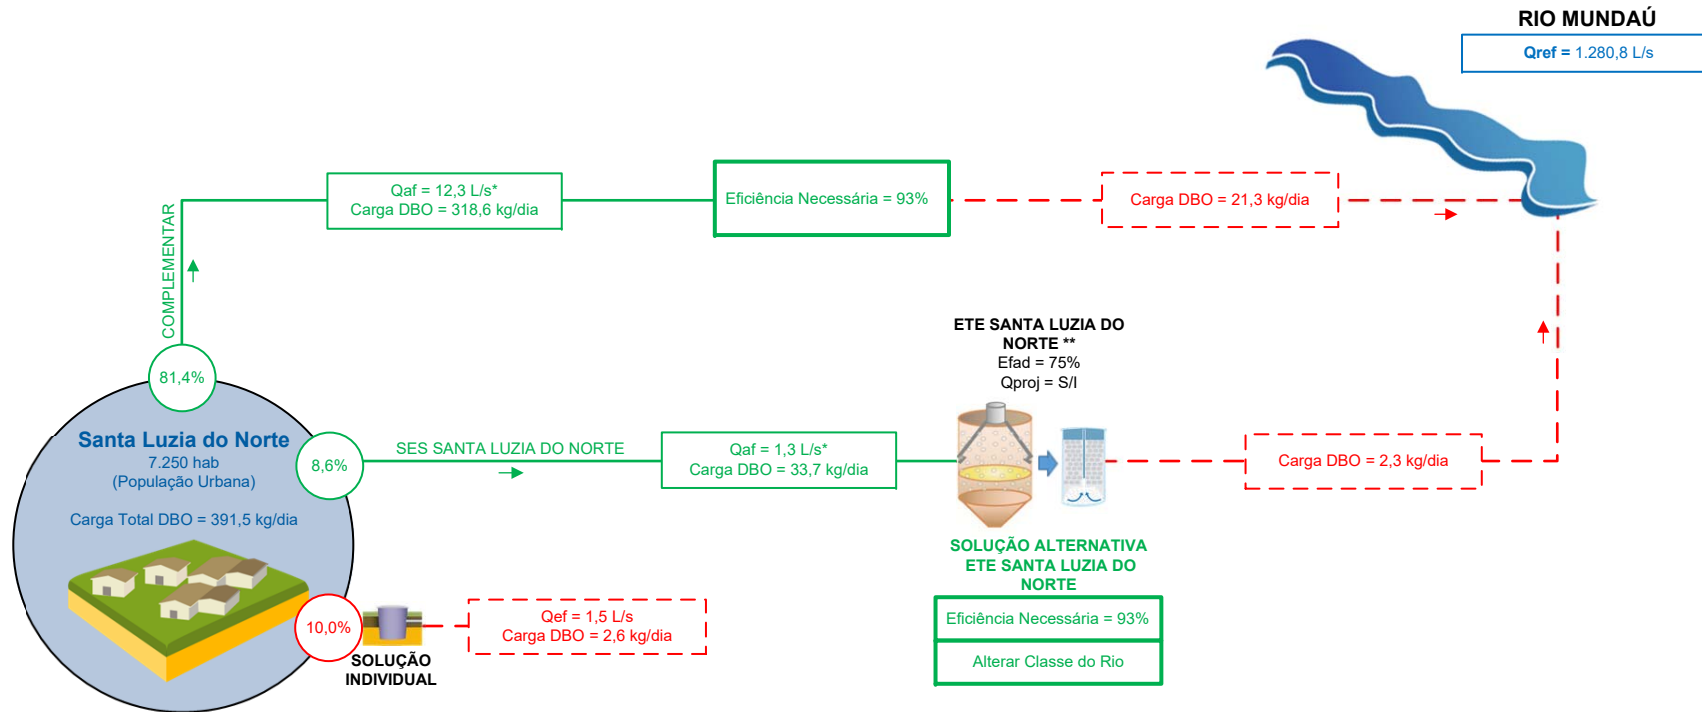 RIO MUNDAÚ
Qref = 1.280,8 L/s
Qaf = 12,3 L/s*
Carga DBO = 318,6 kg/dia
Eficiência Necessária = 93%
Carga DBO = 21,3 kg/dia
COMPLEMENTAR
81,4%
ETE SANTA LUZIA DO
NORTE **
Efad = 75%
Qproj = S/I
Santa Luzia do Norte
7.250 hab
(População Urbana)
Carga Total DBO = 391,5 kg/dia
8,6%
SES SANTA LUZIA DO NORTE
Qaf = 1,3 L/s*
Carga DBO = 33,7 kg/dia
Carga DBO = 2,3 kg/dia
SOLUÇÃO ALTERNATIVA
ETE SANTA LUZIA DO
NORTE
Eficiência Necessária = 93%
Alterar Classe do Rio
10,0%
SOLUÇÃO
INDIVIDUAL
Qef = 1,5 L/s
Carga DBO = 2,6 kg/dia